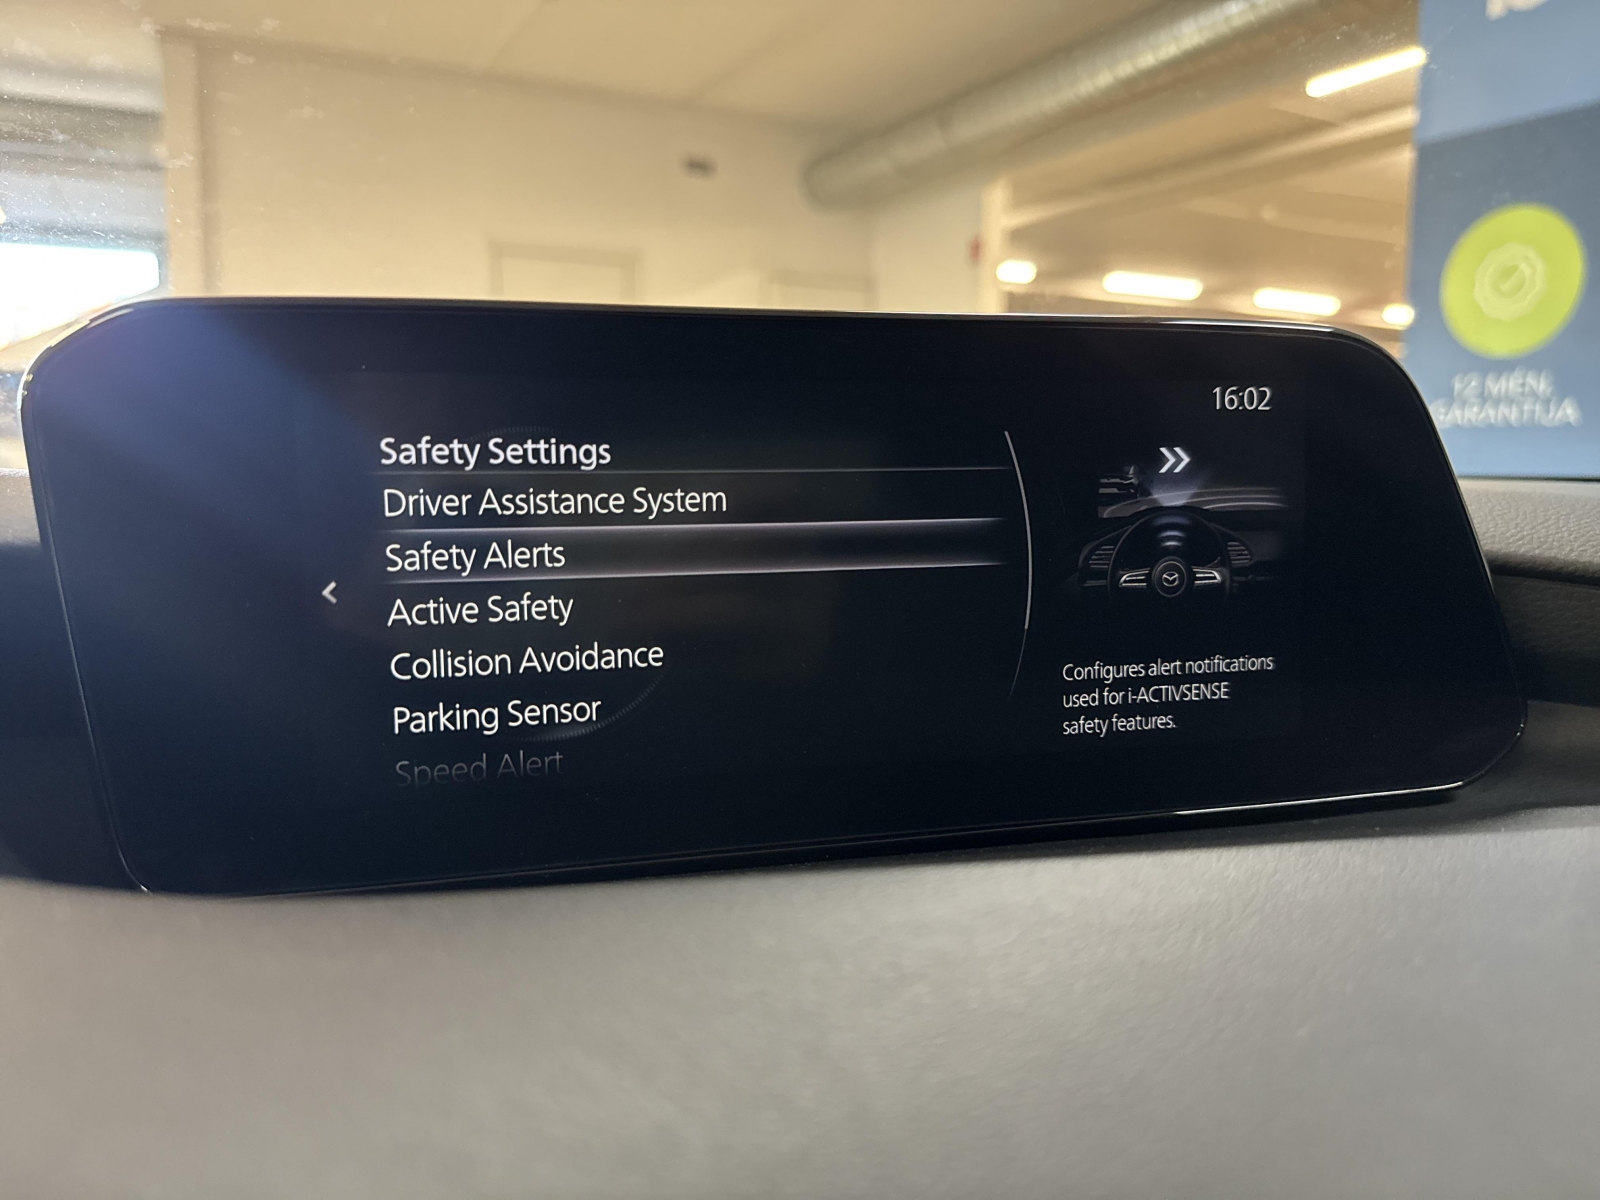 16:02
Safety Settings
Driver Assistance System
Safety Alerts
Active Safety
Collision Avoidance
Parking Sensor
Speed Alert
Configures alert notifications
used for i-ACTIVSENSE
safety features.
12 MĖN.
GARANTIJA